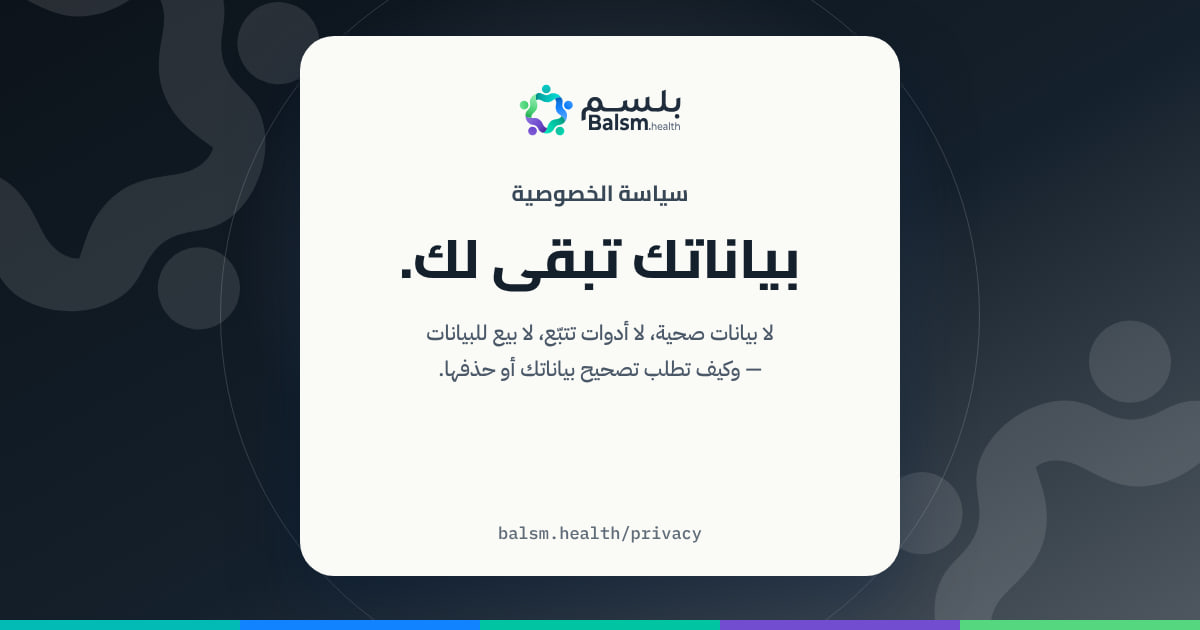 بلسم
Balsm.health
سياسة الخصوصية
بياناتك تبقى لك.
لا بيانات صحية، لا أدوات تتبّع، لا بيع للبيانات
— وكيف تطلب تصحيح بياناتك أو حذفها.
balsm.health/privacy